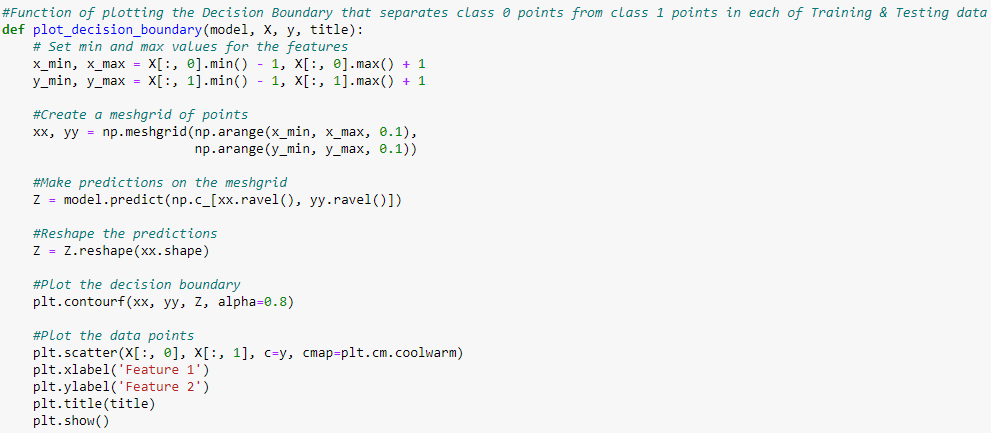 #Function of plotting the Decision Boundary that separates class 0 points from class 1 points in each of Training & Testing data
def plot_decision_boundary(model, X, y, title):
    # Set min and max values for the features
    x_min, x_max = X[:, 0].min() - 1, X[:, 0].max() + 1
    y_min, y_max = X[:, 1].min() - 1, X[:, 1].max() + 1

    #Create a meshgrid of points
    xx, yy = np.meshgrid(np.arange(x_min, x_max, 0.1),
                         np.arange(y_min, y_max, 0.1))

    #Make predictions on the meshgrid
    Z = model.predict(np.c_[xx.ravel(), yy.ravel()])

    #Reshape the predictions
    Z = Z.reshape(xx.shape)

    #Plot the decision boundary
    plt.contourf(xx, yy, Z, alpha=0.8)

    #Plot the data points
    plt.scatter(X[:, 0], X[:, 1], c=y, cmap=plt.cm.coolwarm)
    plt.xlabel('Feature 1')
    plt.ylabel('Feature 2')
    plt.title(title)
    plt.show()